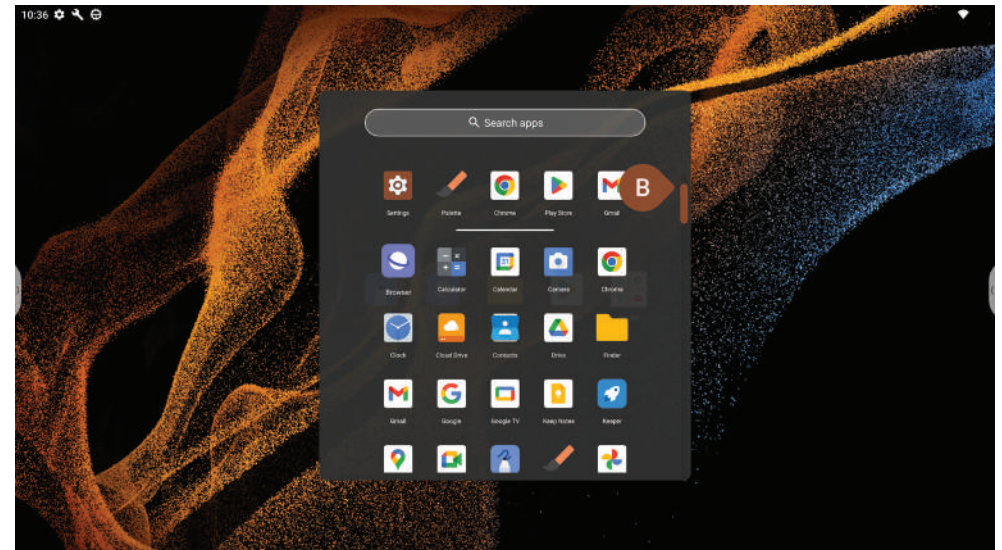 10:36
Search apps
B
Settings Palette Chrome Play Store Gmail
31
Browser Calculator Calendar Camera Chrome
Clock Cloud Drive Contacts Drive Finder
Gmail Google Google TV Keep Notes Keeper